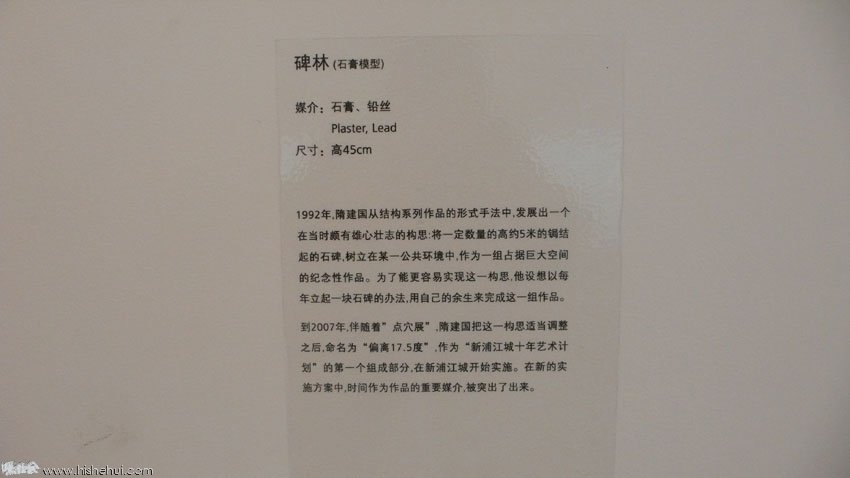 碑林 (石膏模型)
媒介: 石膏、铅丝
Plaster, Lead
尺寸: 高45cm
1992年,隋建国从结构系列作品的形式手法中,发展出一个
在当时颇有雄心壮志的构思:将一定数量的高约5米的锔结
起的石碑,树立在某一公共环境中,作为一组占据巨大空间
的纪念性作品。为了能更容易实现这一构思,他设想以每
年立起一块石碑的办法,用自己的余生来完成这一组作品。
到2007年,伴随着”点穴展”,隋建国把这一构思适当调整
之后,命名为“偏离17.5度”,作为“新浦江城十年艺术计
划”的第一个组成部分,在新浦江城开始实施。在新的实
施方案中,时间作为作品的重要媒介,被突出了出来。
www.hishehui.com